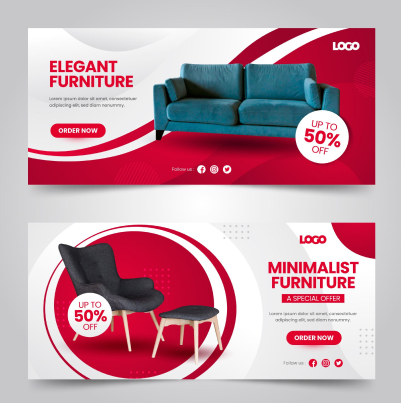 LOGO
ELEGANT
FURNITURE
Lorem ipsum dolor sit amet, consectetuer
adipiscing elit, sed diam nonummy.
ORDER NOW
UP TO
50%
OFF
Follow us :
LOGO
MINIMALIST
FURNITURE
A SPECIAL OFFER
Lorem ipsum dolor sit amet, consectetuer
adipiscing elit, sed diam nonummy.
ORDER NOW
UP TO
50%
OFF
Follow us :